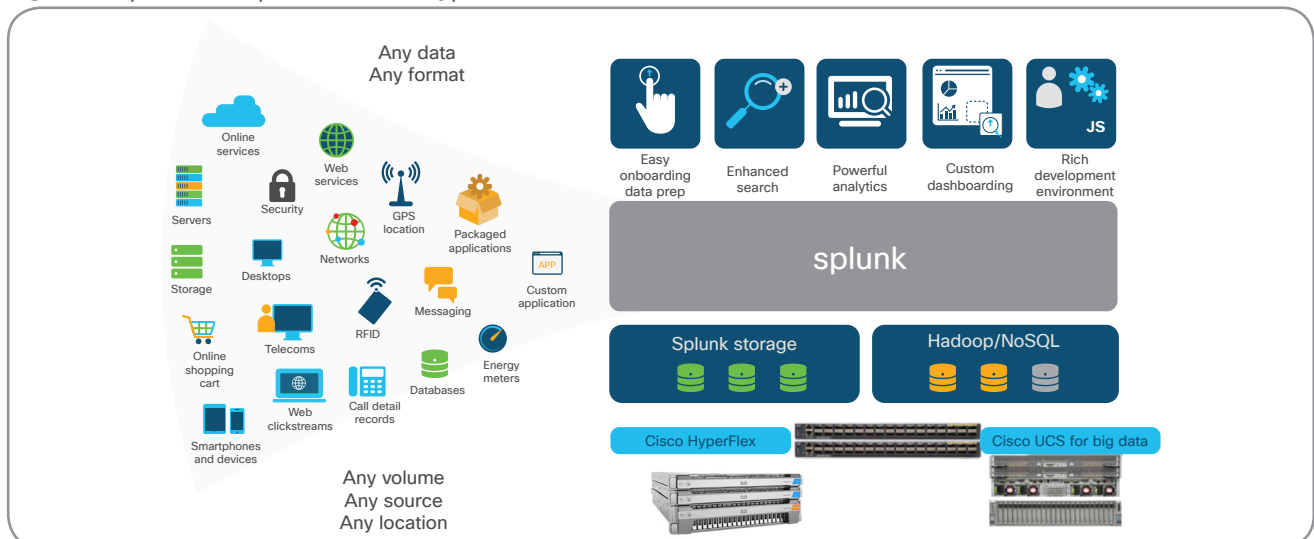 Any data
Any format
Online
services
Web
services
Servers
Security
GPS
location
Packaged
applications
Networks
Storage
Desktops
Custom
application
APP
Messaging
RFID
Telecoms
Online
shopping
cart
Energy
meters
Databases
Web
clickstreams
Call detail
records
Smartphones
and devices
Any volume
Any source
Any location
JS
Easy
onboarding
data prep
Enhanced
search
Powerful
analytics
Custom
dashboarding
Rich
development
environment
splunk
Splunk storage
Hadoop/NoSQL
Cisco HyperFlex
Cisco UCS for big data